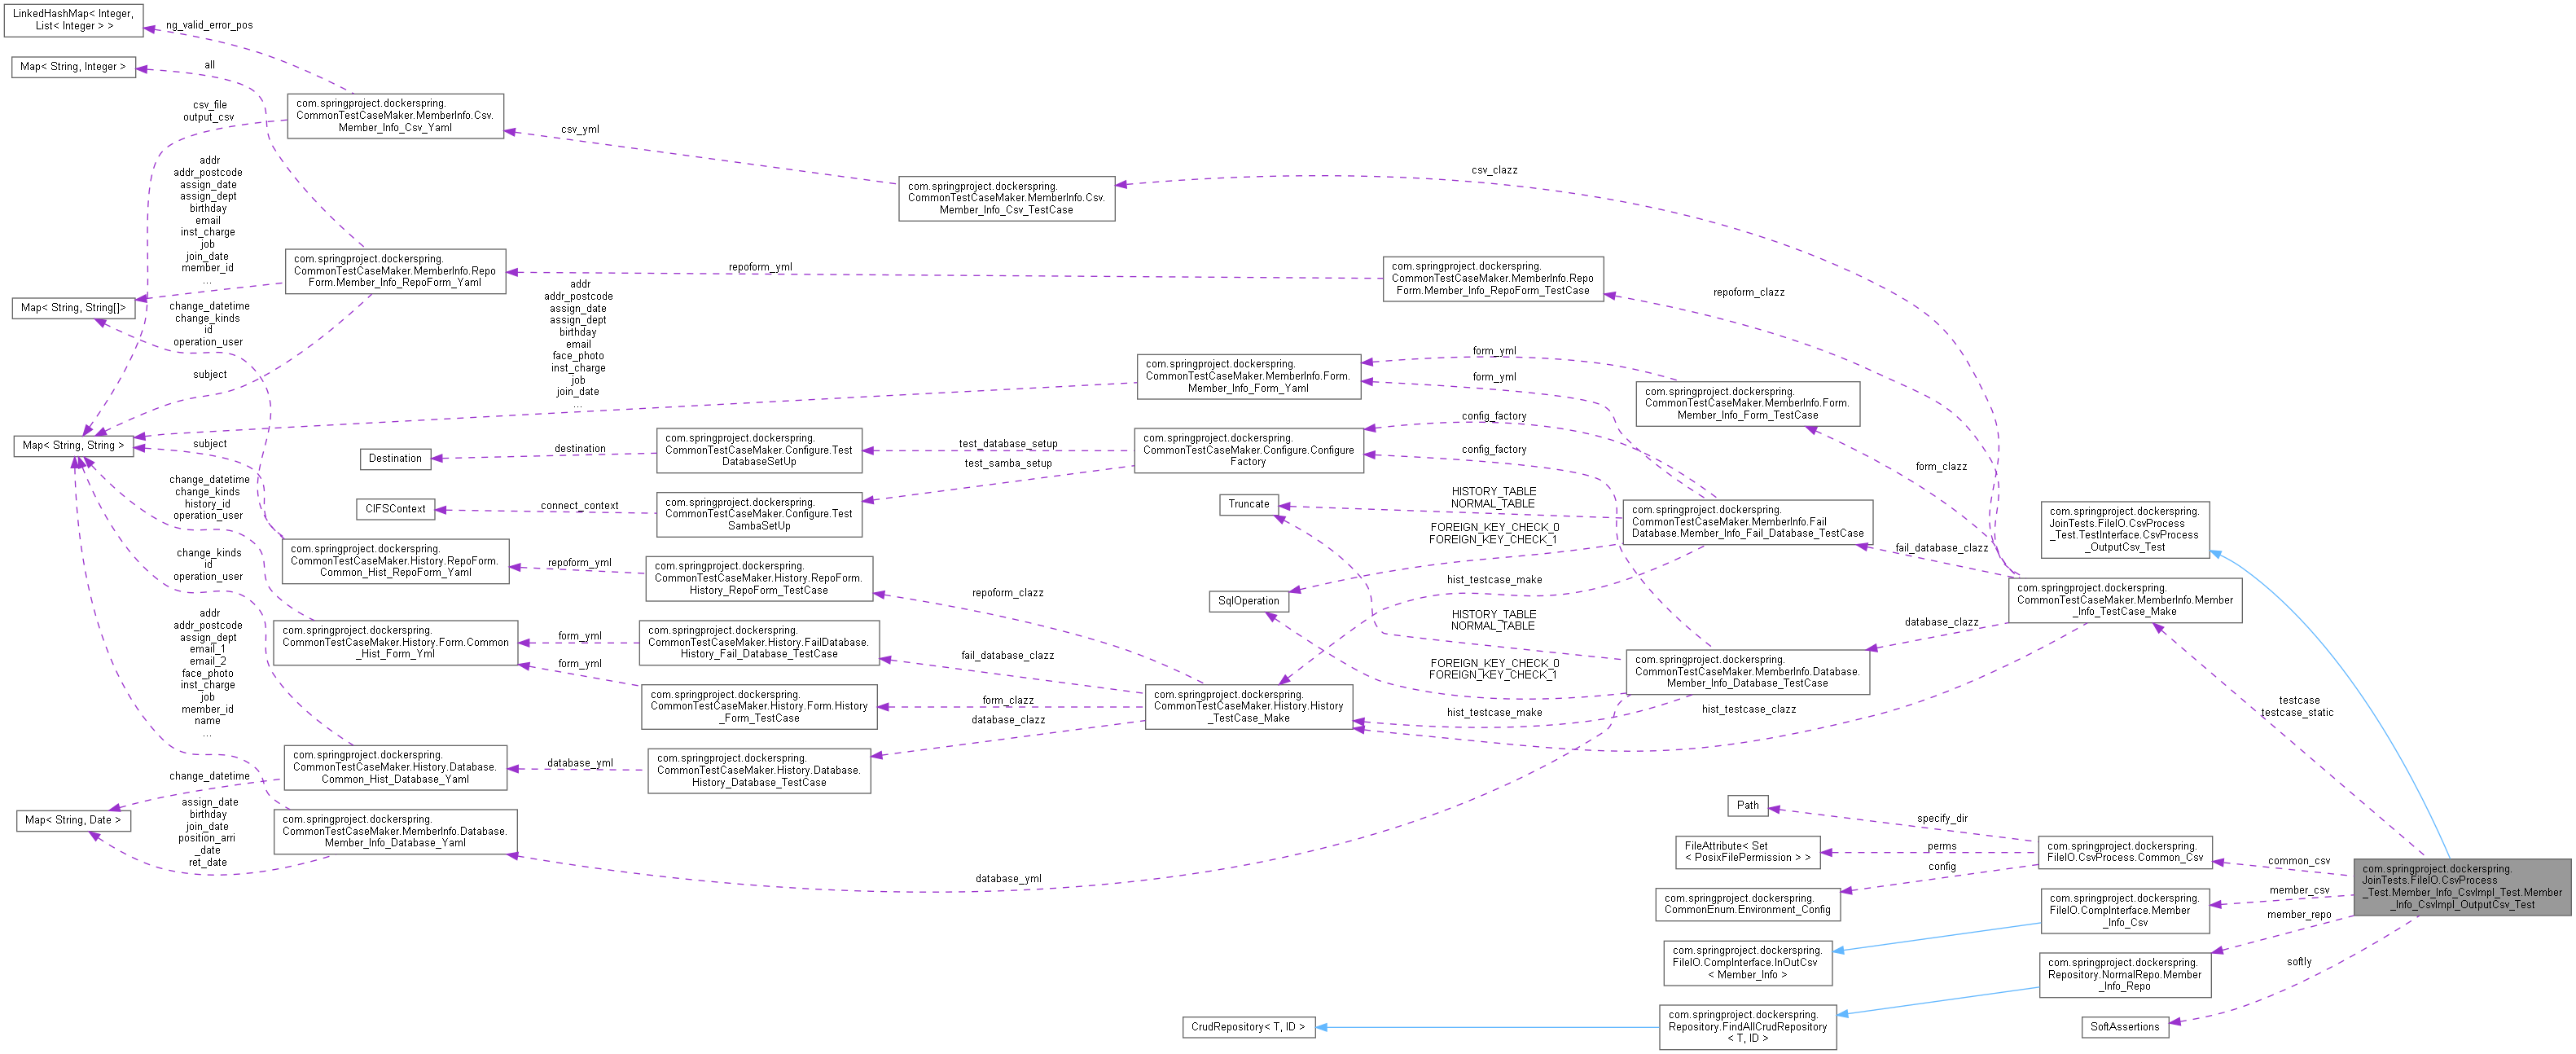 LinkedHashMap< Integer,
List< Integer > >
ng_valid_error_pos
Map< String, Integer >
all
csv_file
output_csv
com.springproject.dockerspring.
CommonTestCaseMaker.MemberInfo.Csv.
Member_Info_Csv_Yaml
csv_yml
addr
addr_postcode
assign_date
assign_dept
birthday
email
inst_charge
job
join_date
member_id
...
com.springproject.dockerspring.
CommonTestCaseMaker.MemberInfo.Csv.
Member_Info_Csv_TestCase
csv_clazz
com.springproject.dockerspring.
CommonTestCaseMaker.MemberInfo.Repo
Form.Member_Info_RepoForm_Yaml
repoform_yml
com.springproject.dockerspring.
CommonTestCaseMaker.MemberInfo.Repo
Form.Member_Info_RepoForm_TestCase
repoform_clazz
Map< String, String[]>
change_datetime
change_kinds
id
operation_user
subject
addr
addr_postcode
assign_date
assign_dept
birthday
email
face_photo
inst_charge
job
join_date
...
com.springproject.dockerspring.
CommonTestCaseMaker.MemberInfo.Form.
Member_Info_Form_Yaml
form_yml
form_yml
com.springproject.dockerspring.
CommonTestCaseMaker.MemberInfo.Form.
Member_Info_Form_TestCase
form_clazz
Map< String, String >
subject
Destination
destination
com.springproject.dockerspring.
CommonTestCaseMaker.Configure.Test
DatabaseSetUp
test_database_setup
test_samba_setup
com.springproject.dockerspring.
CommonTestCaseMaker.Configure.Configure
Factory
config_factory
config_factory
CIFSContext
connect_context
com.springproject.dockerspring.
CommonTestCaseMaker.Configure.Test
SambaSetUp
change_datetime
change_kinds
history_id
operation_user
Truncate
HISTORY_TABLE
NORMAL_TABLE
FOREIGN_KEY_CHECK_0
FOREIGN_KEY_CHECK_1
com.springproject.dockerspring.
CommonTestCaseMaker.MemberInfo.Fail
Database.Member_Info_Fail_Database_TestCase
fail_database_clazz
com.springproject.dockerspring.
JoinTests.FileIO.CsvProcess
_Test.TestInterface.CsvProcess
_OutputCsv_Test
com.springproject.dockerspring.
CommonTestCaseMaker.History.RepoForm.
Common_Hist_RepoForm_Yaml
repoform_yml
com.springproject.dockerspring.
CommonTestCaseMaker.History.RepoForm.
History_RepoForm_TestCase
repoform_clazz
hist_testcase_make
SqlOperation
com.springproject.dockerspring.
CommonTestCaseMaker.MemberInfo.Member
_Info_TestCase_Make
change_kinds
id
operation_user
com.springproject.dockerspring.
CommonTestCaseMaker.History.Form.Common
_Hist_Form_Yml
form_yml
form_yml
com.springproject.dockerspring.
CommonTestCaseMaker.History.FailDatabase.
History_Fail_Database_TestCase
fail_database_clazz
HISTORY_TABLE
NORMAL_TABLE
FOREIGN_KEY_CHECK_0
FOREIGN_KEY_CHECK_1
com.springproject.dockerspring.
CommonTestCaseMaker.MemberInfo.Database.
Member_Info_Database_TestCase
database_clazz
addr
addr_postcode
assign_dept
email_1
email_2
face_photo
inst_charge
job
member_id
name
...
com.springproject.dockerspring.
CommonTestCaseMaker.History.Form.History
_Form_TestCase
form_clazz
com.springproject.dockerspring.
CommonTestCaseMaker.History.History
_TestCase_Make
hist_testcase_make
hist_testcase_clazz
testcase
testcase_static
com.springproject.dockerspring.
CommonTestCaseMaker.History.Database.
Common_Hist_Database_Yaml
database_yml
com.springproject.dockerspring.
CommonTestCaseMaker.History.Database.
History_Database_TestCase
database_clazz
change_datetime
Map< String, Date >
assign_date
birthday
join_date
position_arri
_date
ret_date
com.springproject.dockerspring.
CommonTestCaseMaker.MemberInfo.Database.
Member_Info_Database_Yaml
database_yml
Path
specify_dir
FileAttribute< Set
< PosixFilePermission > >
perms
config
com.springproject.dockerspring.
FileIO.CsvProcess.Common_Csv
common_csv
com.springproject.dockerspring.
CommonEnum.Environment_Config
com.springproject.dockerspring.
FileIO.CompInterface.Member
_Info_Csv
member_csv
member_repo
com.springproject.dockerspring.
JoinTests.FileIO.CsvProcess
_Test.Member_Info_CsvImpl_Test.Member
_Info_CsvImpl_OutputCsv_Test
com.springproject.dockerspring.
FileIO.CompInterface.InOutCsv
< Member_Info >
com.springproject.dockerspring.
Repository.NormalRepo.Member
_Info_Repo
softly
CrudRepository< T, ID >
com.springproject.dockerspring.
Repository.FindAllCrudRepository
< T, ID >
SoftAssertions